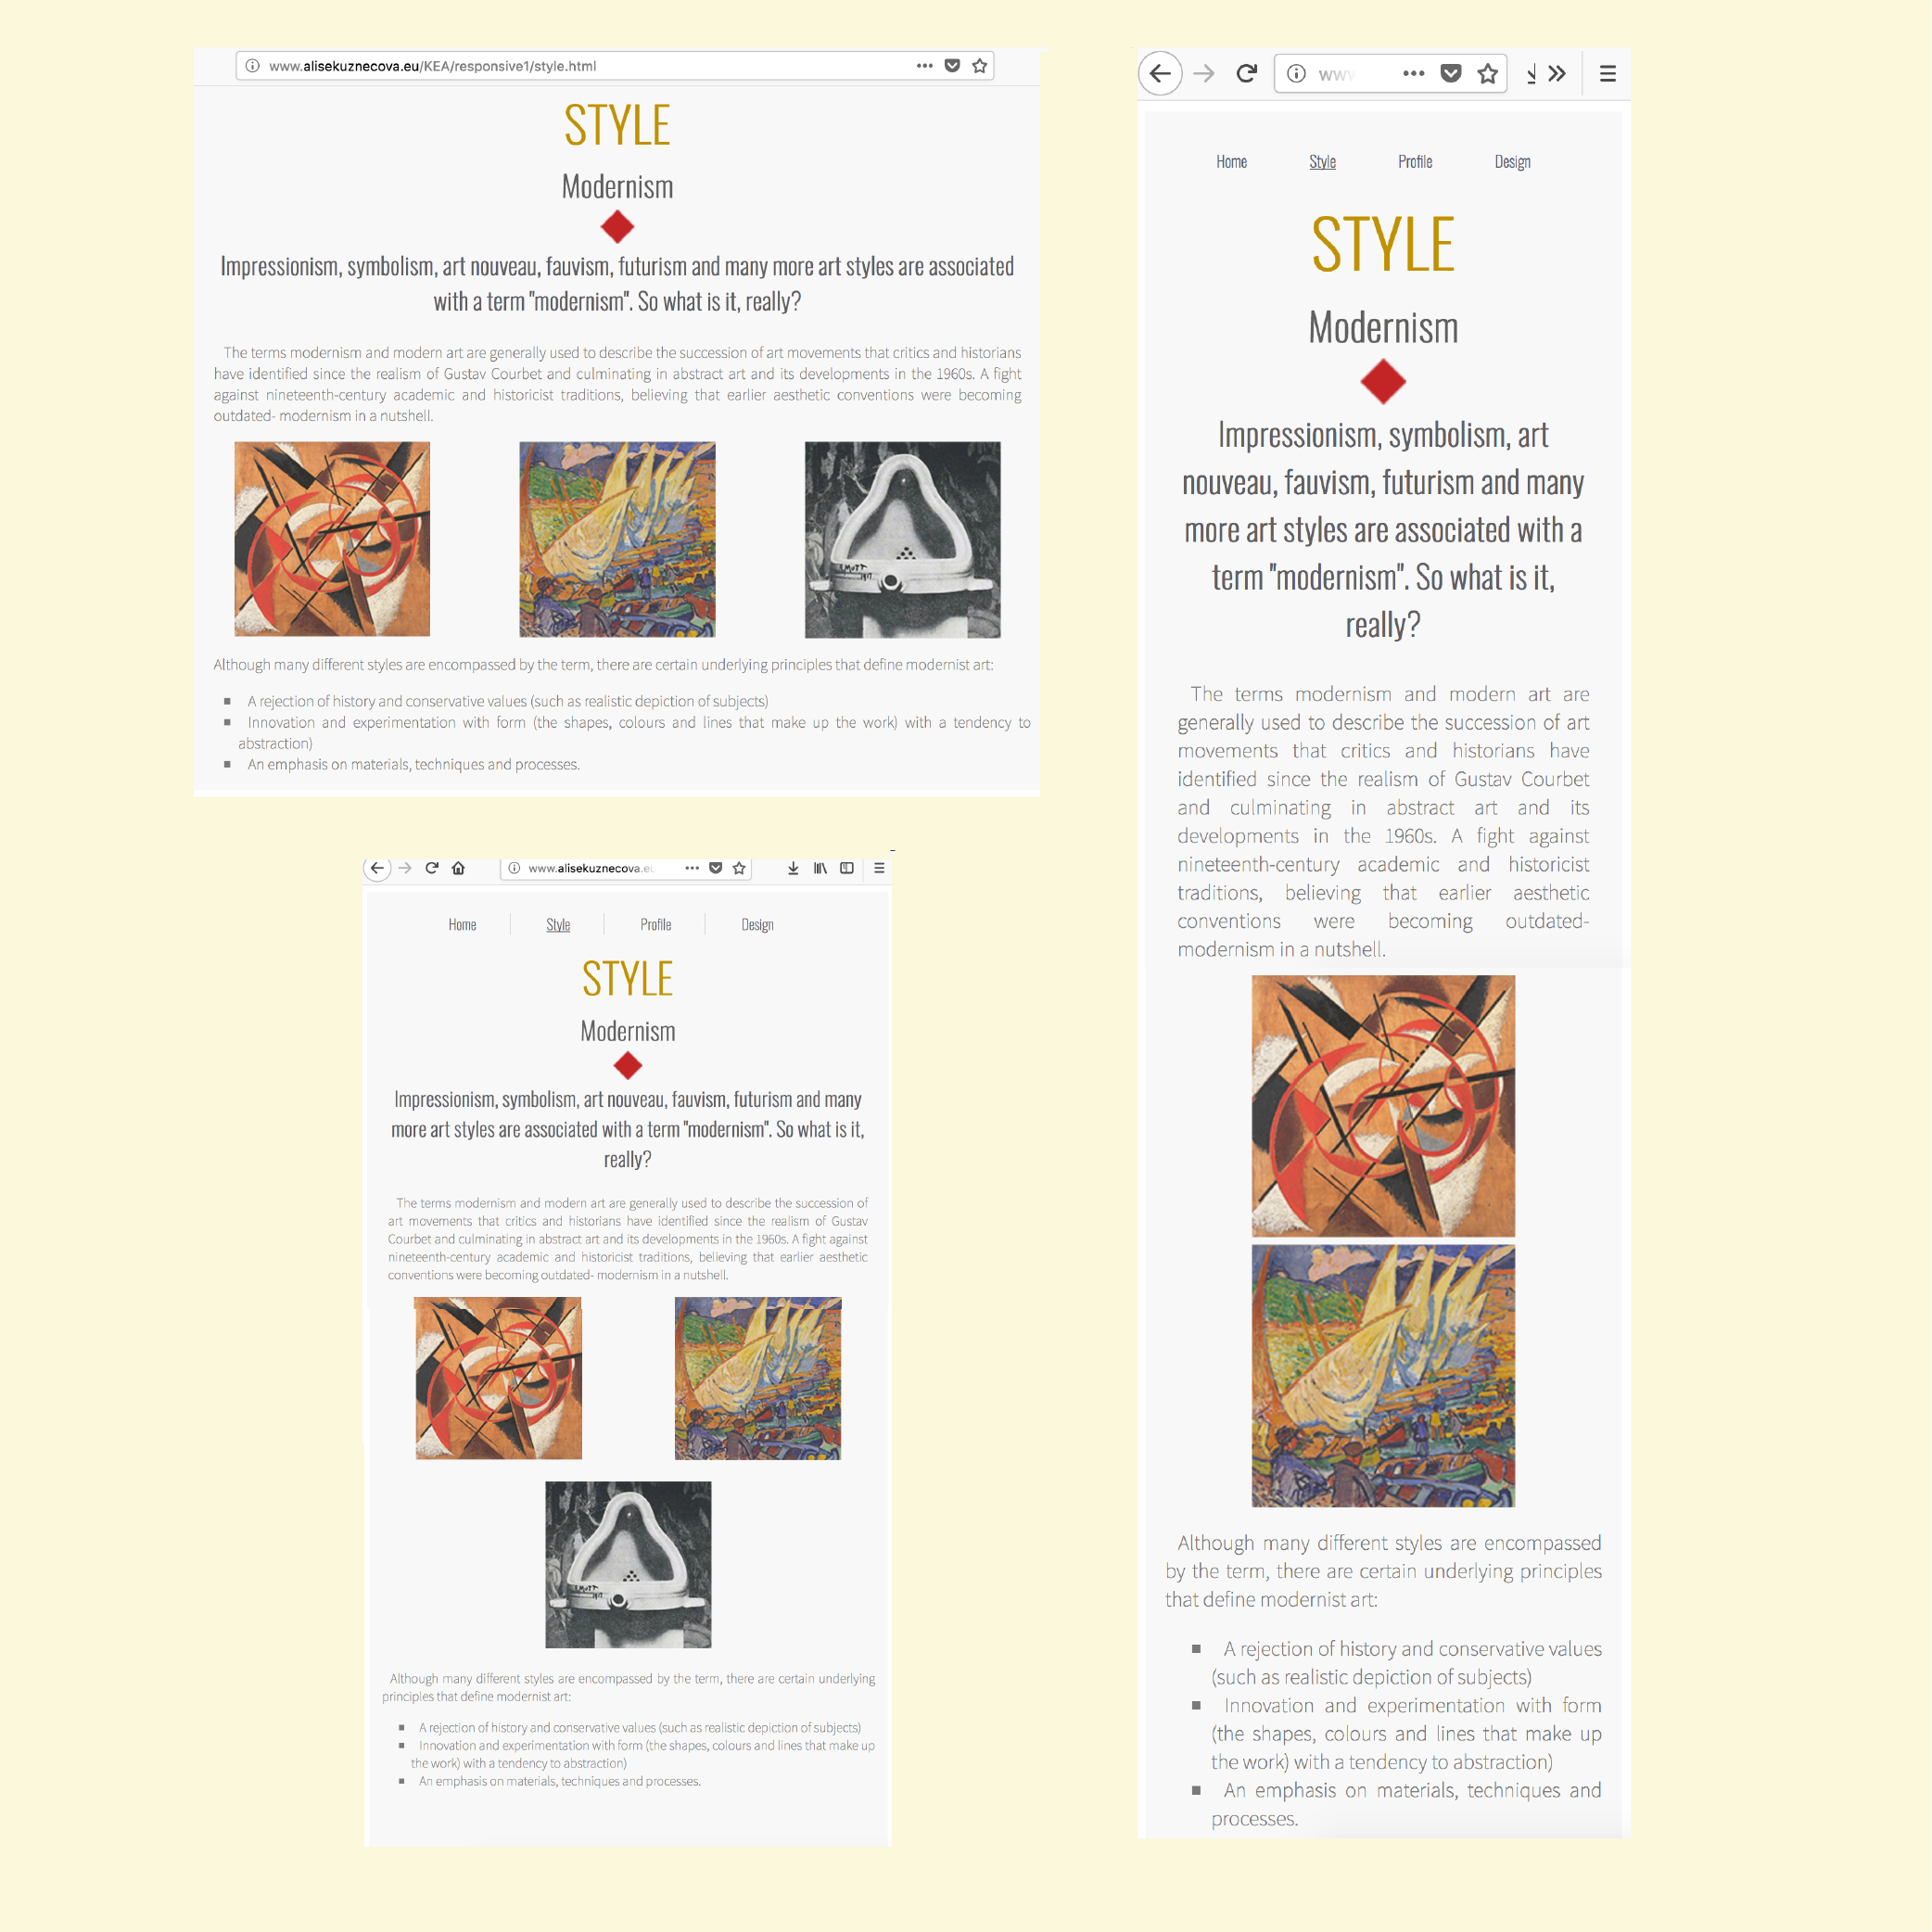 www.alisekuznecova.eu/KEA/responsive1/style.html
STYLE
Modernism
Impressionism, symbolism, art nouveau, fauvism, futurism and many more art styles are associated
with a term "modernism". So what is it, really?
The terms modernism and modern art are generally used to describe the succession of art movements that critics and historians
have identified since the realism of Gustav Courbet and culminating in abstract art and its developments in the 1960s. A fight
against nineteenth-century academic and historicist traditions, believing that earlier aesthetic conventions were becoming
outdated- modernism in a nutshell.
R.MUTT
1917
Although many different styles are encompassed by the term, there are certain underlying principles that define modernist art:
■ A rejection of history and conservative values (such as realistic depiction of subjects)
■ Innovation and experimentation with form (the shapes, colours and lines that make up the work) with a tendency to
abstraction)
■ An emphasis on materials, techniques and processes.
www.alisekuznecova.eu
Home Style Profile Design
STYLE
Modernism
Impressionism, symbolism, art nouveau, fauvism, futurism and many
more art styles are associated with a term "modernism". So what is it,
really?
The terms modernism and modern art are generally used to describe the succession of
art movements that critics and historians have identified since the realism of Gustav
Courbet and culminating in abstract art and its developments in the 1960s. A fight against
nineteenth-century academic and historicist traditions, believing that earlier aesthetic
conventions were becoming outdated- modernism in a nutshell.
R.MUTT
1917
Although many different styles are encompassed by the term, there are certain underlying
principles that define modernist art:
■ A rejection of history and conservative values (such as realistic depiction of subjects)
■ Innovation and experimentation with form (the shapes, colours and lines that make up
the work) with a tendency to abstraction)
■ An emphasis on materials, techniques and processes.
www
Home Style Profile Design
STYLE
Modernism
Impressionism, symbolism, art
nouveau, fauvism, futurism and many
more art styles are associated with a
term "modernism". So what is it,
really?
The terms modernism and modern art are
generally used to describe the succession of art
movements that critics and historians have
identified since the realism of Gustav Courbet
and culminating in abstract art and its
developments in the 1960s. A fight against
nineteenth-century academic and historicist
traditions, believing that earlier aesthetic
conventions were becoming outdated-
modernism in a nutshell.
Although many different styles are encompassed
by the term, there are certain underlying principles
that define modernist art:
■ A rejection of history and conservative values
(such as realistic depiction of subjects)
■ Innovation and experimentation with form
(the shapes, colours and lines that make up
the work) with a tendency to abstraction)
■ An emphasis on materials, techniques and
processes.